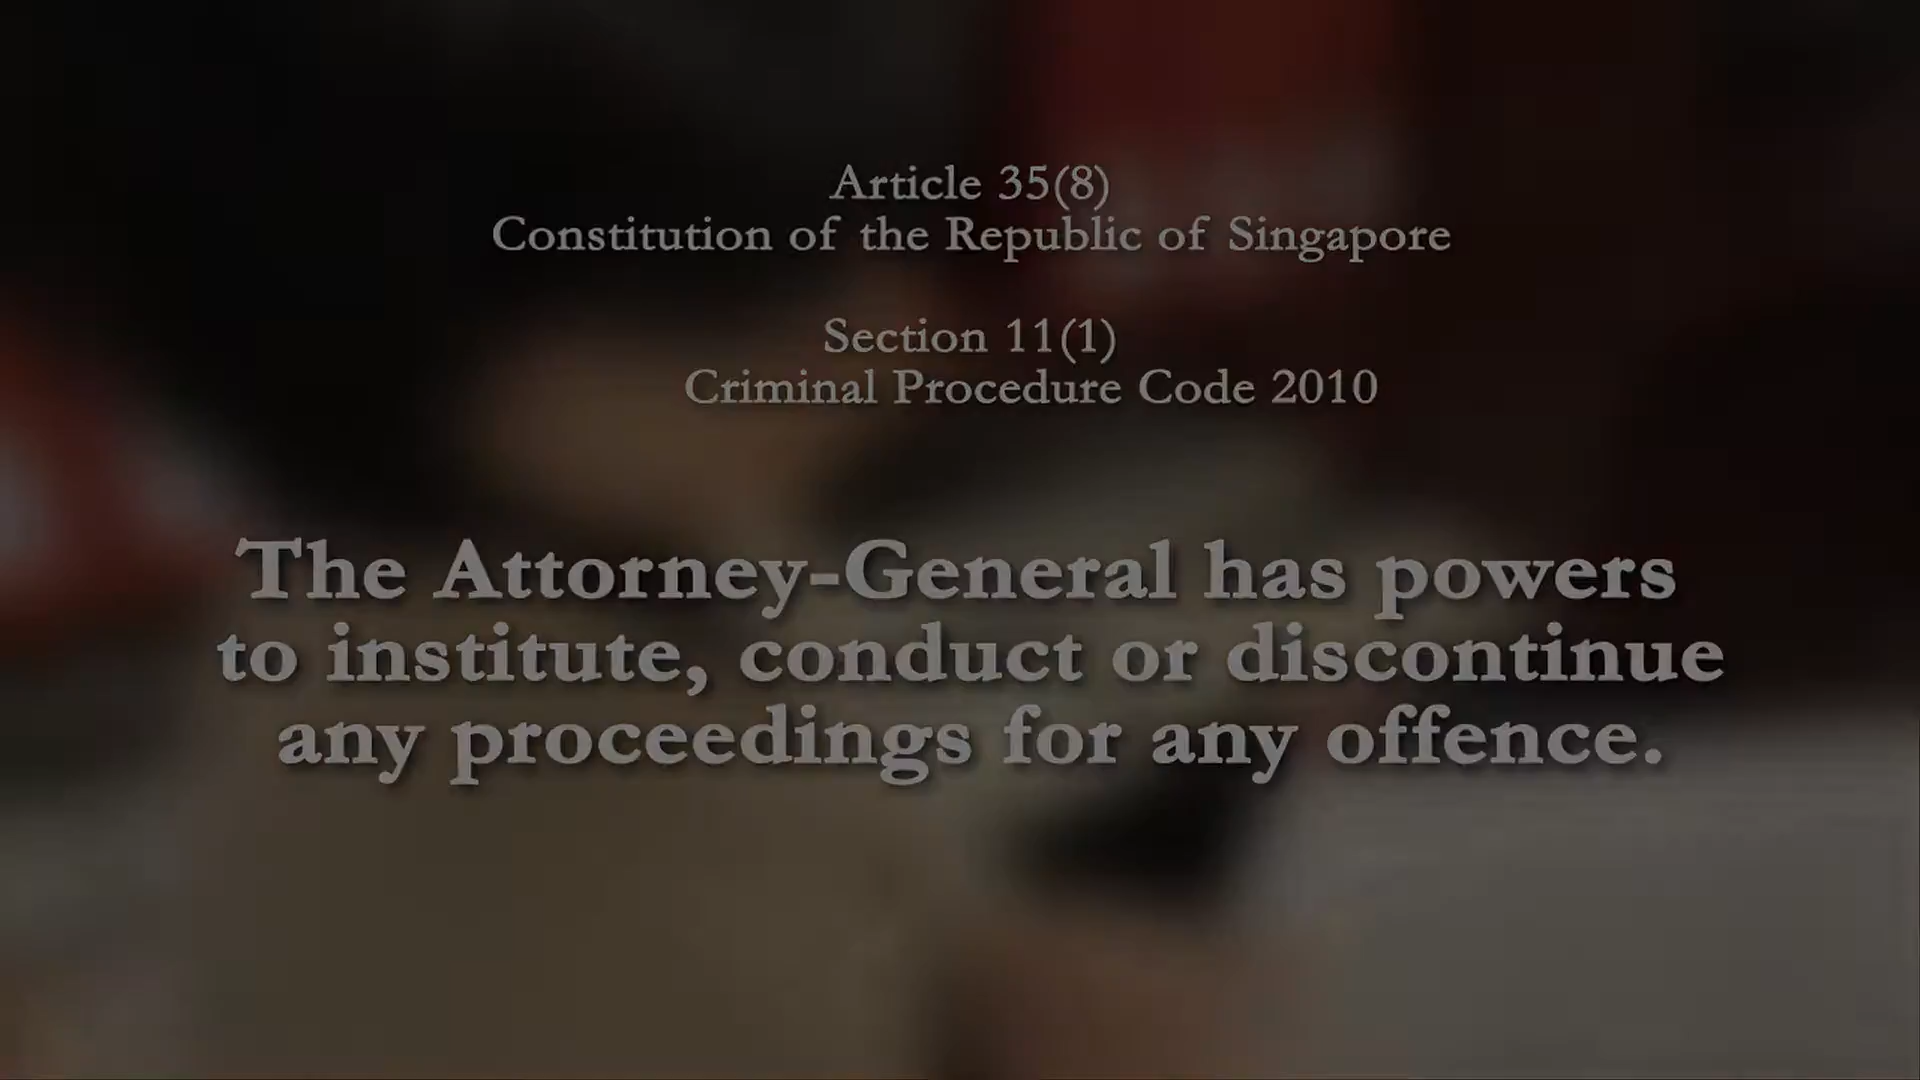 Article 35(8)
Constitution of the Republic of Singapore
Section 11(1)
Criminal Procedure Code 2010
The Attorney-General has powers
to institute, conduct or discontinue
any proceedings for any offence.